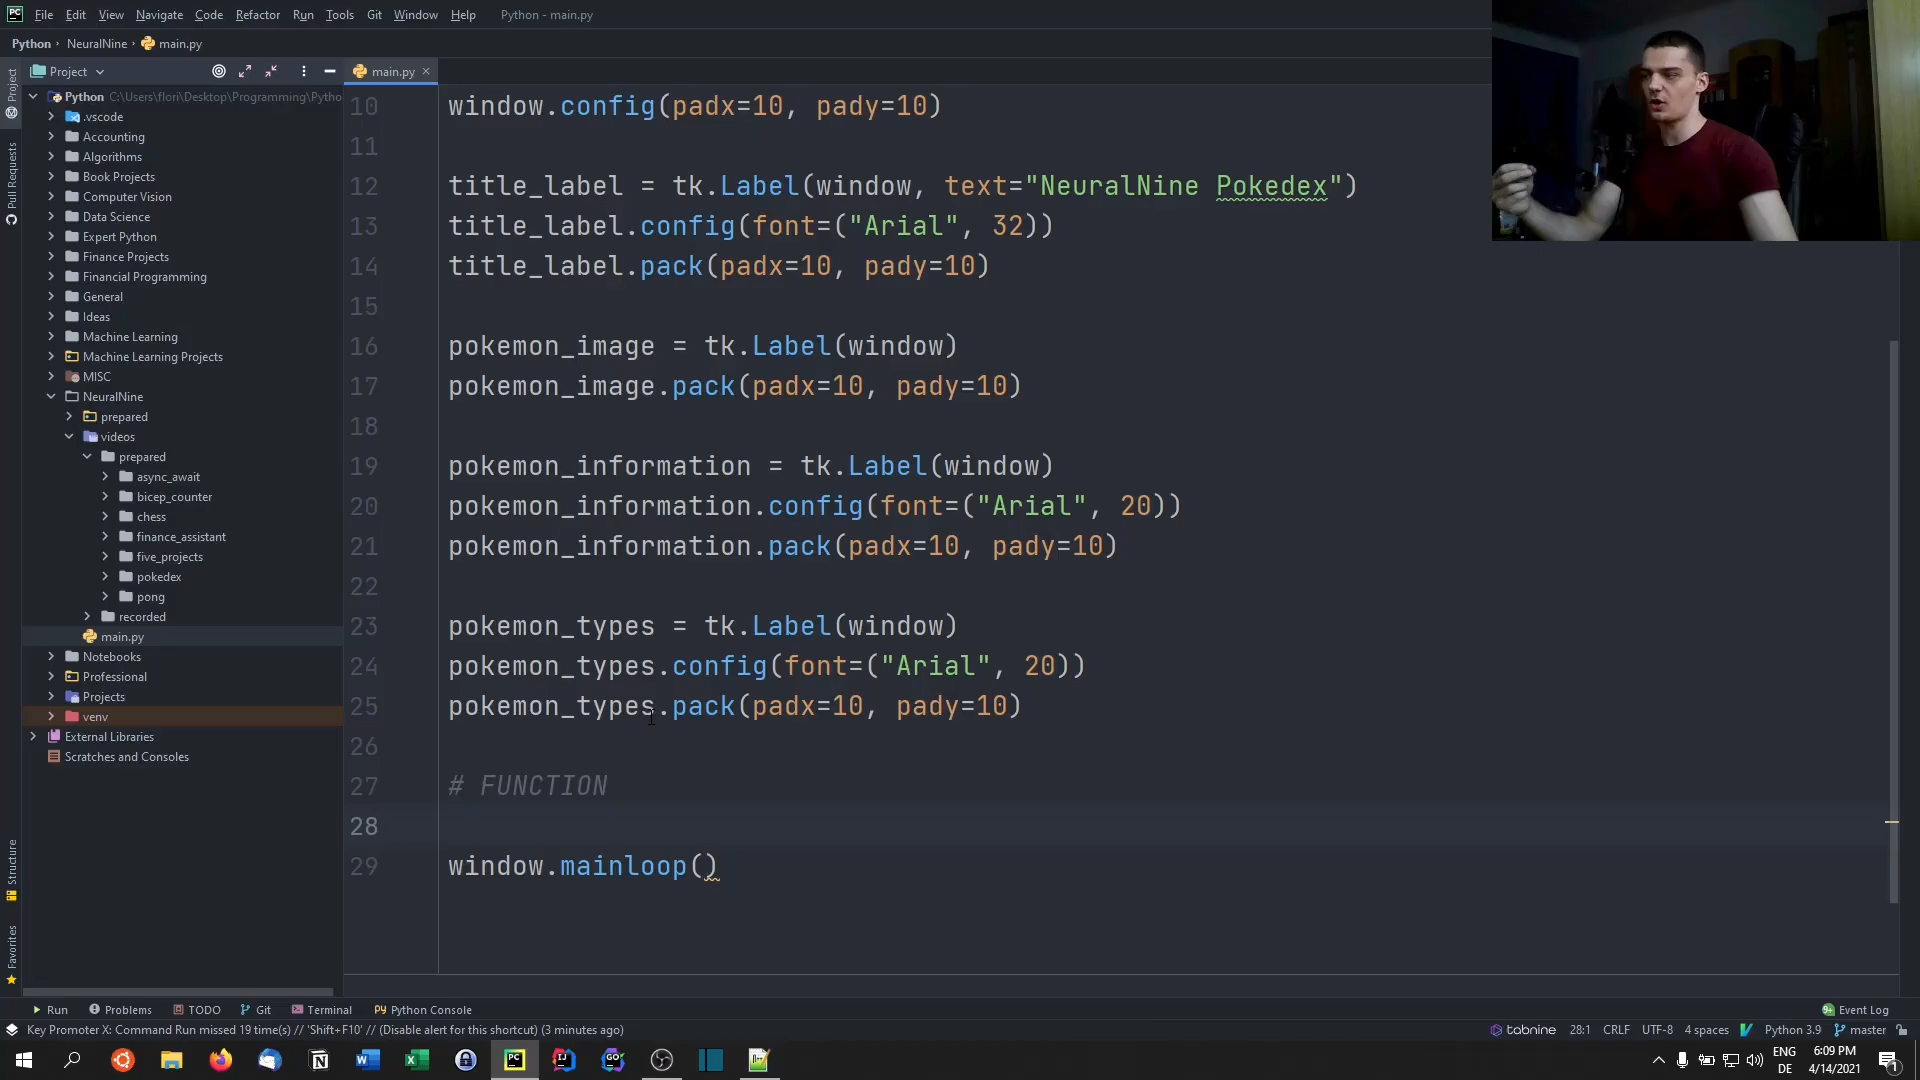 File Edit View Navigate Code Refactor Run Tools Git Window Help Python - main.py
Python › NeuralNine › main.py
Project
main.py
Project
Pull Requests
Structure
Favorites
Python C:\Users\flori\Desktop\Programming\Pytho
.vscode
Accounting
Algorithms
Book Projects
Computer Vision
Data Science
Expert Python
Finance Projects
Financial Programming
General
Ideas
Machine Learning
Machine Learning Projects
MISC
NeuralNine
prepared
videos
prepared
async_await
bicep_counter
chess
finance_assistant
five_projects
pokedex
pong
recorded
main.py
Notebooks
Professional
Projects
venv
External Libraries
Scratches and Consoles
10 window.config(padx=10, pady=10)
11
12 title_label = tk.Label(window, text="NeuralNine Pokedex")
13 title_label.config(font=("Arial", 32))
14 title_label.pack(padx=10, pady=10)
15
16 pokemon_image = tk.Label(window)
17 pokemon_image.pack(padx=10, pady=10)
18
19 pokemon_information = tk.Label(window)
20 pokemon_information.config(font=("Arial", 20))
21 pokemon_information.pack(padx=10, pady=10)
22
23 pokemon_types = tk.Label(window)
24 pokemon_types.config(font=("Arial", 20))
25 pokemon_types.pack(padx=10, pady=10)
26
27 # FUNCTION
28
29 window.mainloop()
Run Problems TODO Git Terminal Python Console Event Log
Key Promoter X: Command Run missed 19 time(s) // 'Shift+F10' // (Disable alert for this shortcut) (3 minutes ago) tabnine 28:1 CRLF UTF-8 4 spaces Python 3.9 master
ENG 6:09 PM
DE 4/14/2021